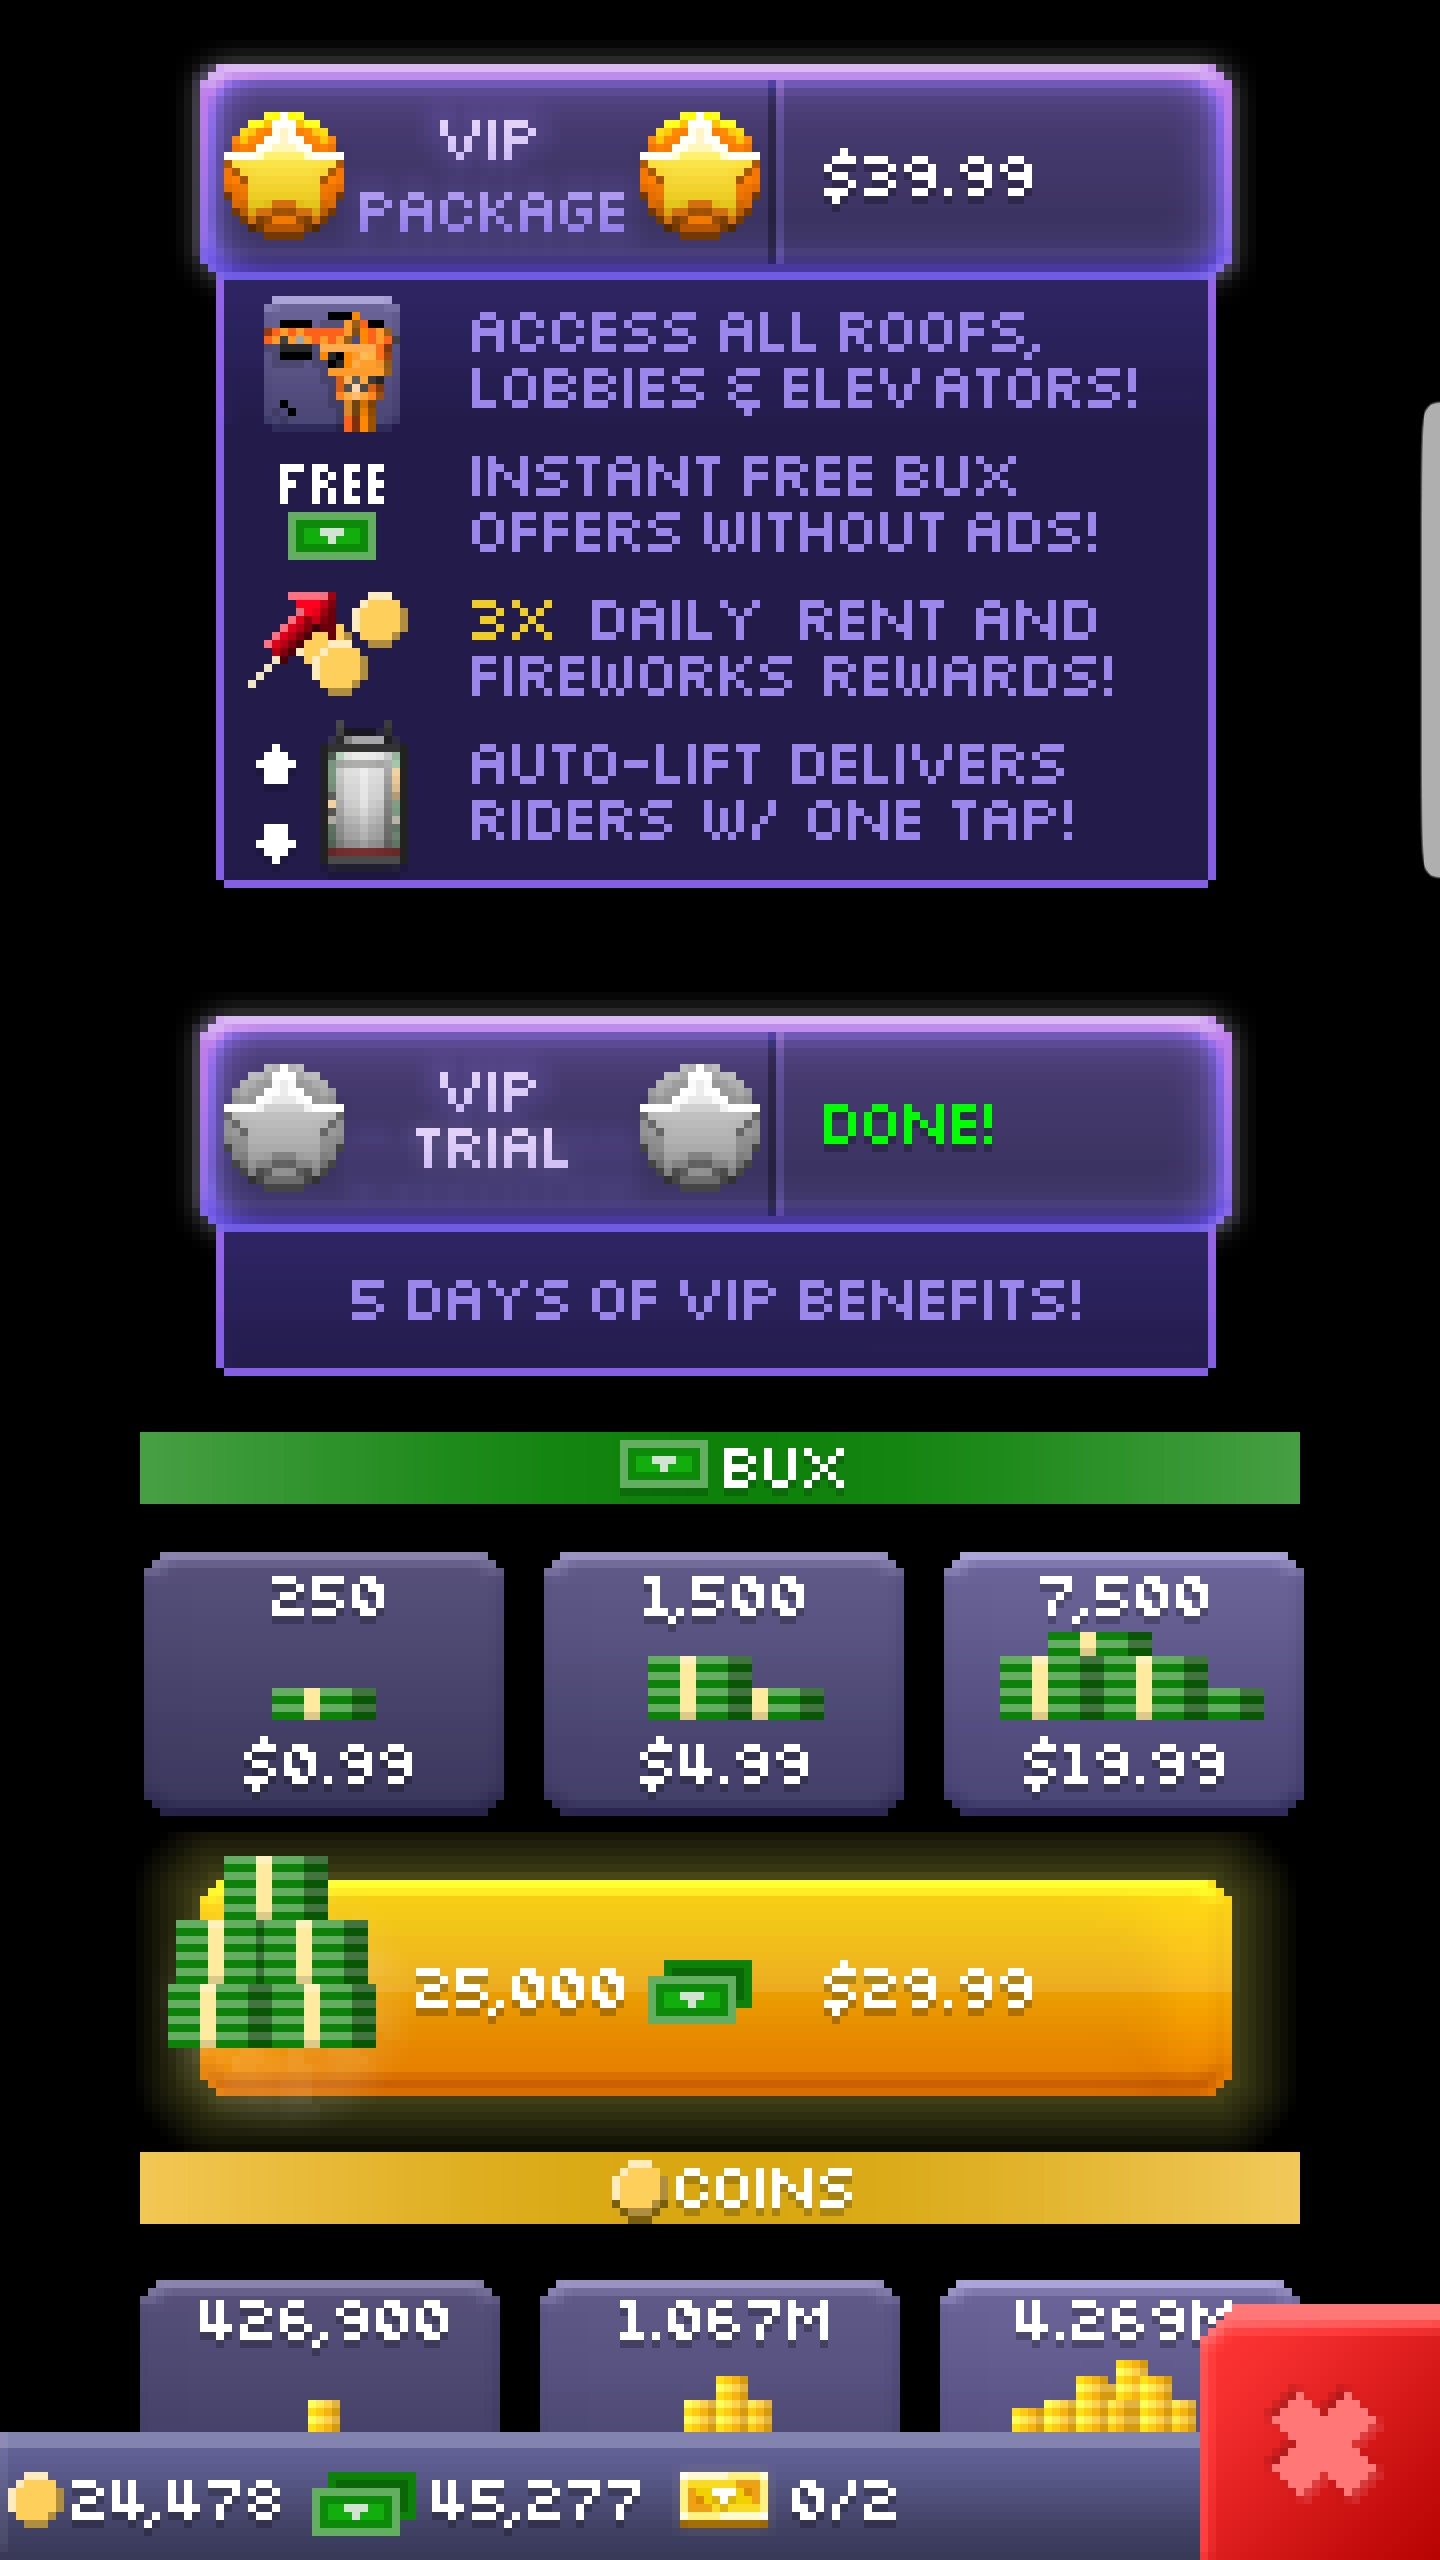 VIP
PACKAGE
$39.99
ACCESS ALL ROOFS,
LOBBIES & ELEVATORS!
FREE
INSTANT FREE BUX
OFFERS WITHOUT ADS!
3X DAILY RENT AND
FIREWORKS REWARDS!
AUTO-LIFT DELIVERS
RIDERS W/ ONE TAP!
VIP
TRIAL
DONE!
5 DAYS OF VIP BENEFITS!
BUX
250 1,500 7,500
$0.99 $4.99 $19.99
25,000 $29.99
COINS
426,900 1.067M 4.269M
24,478 45,277 0/2